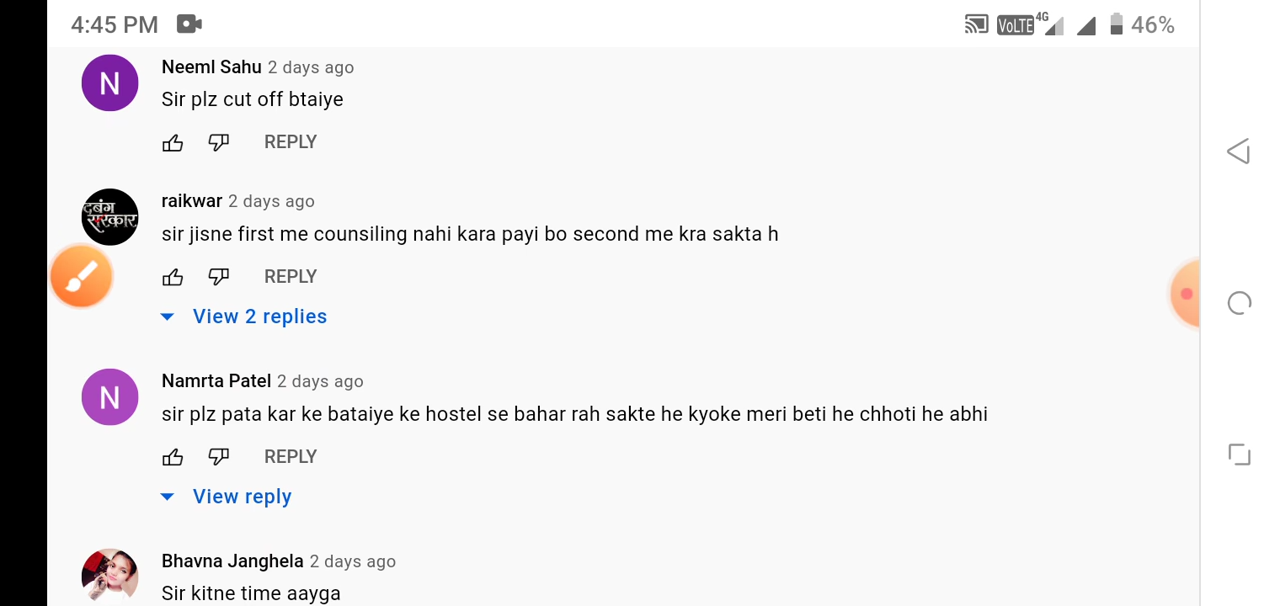 4:45 PM
VoLTE 4G 46%
N
Neeml Sahu 2 days ago
Sir plz cut off btaiye
REPLY
दबंग
सरकार
raikwar 2 days ago
sir jisne first me counsiling nahi kara payi bo second me kra sakta h
REPLY
View 2 replies
N
Namrta Patel 2 days ago
sir plz pata kar ke bataiye ke hostel se bahar rah sakte he kyoke meri beti he chhoti he abhi
REPLY
View reply
Bhavna Janghela 2 days ago
Sir kitne time aayga